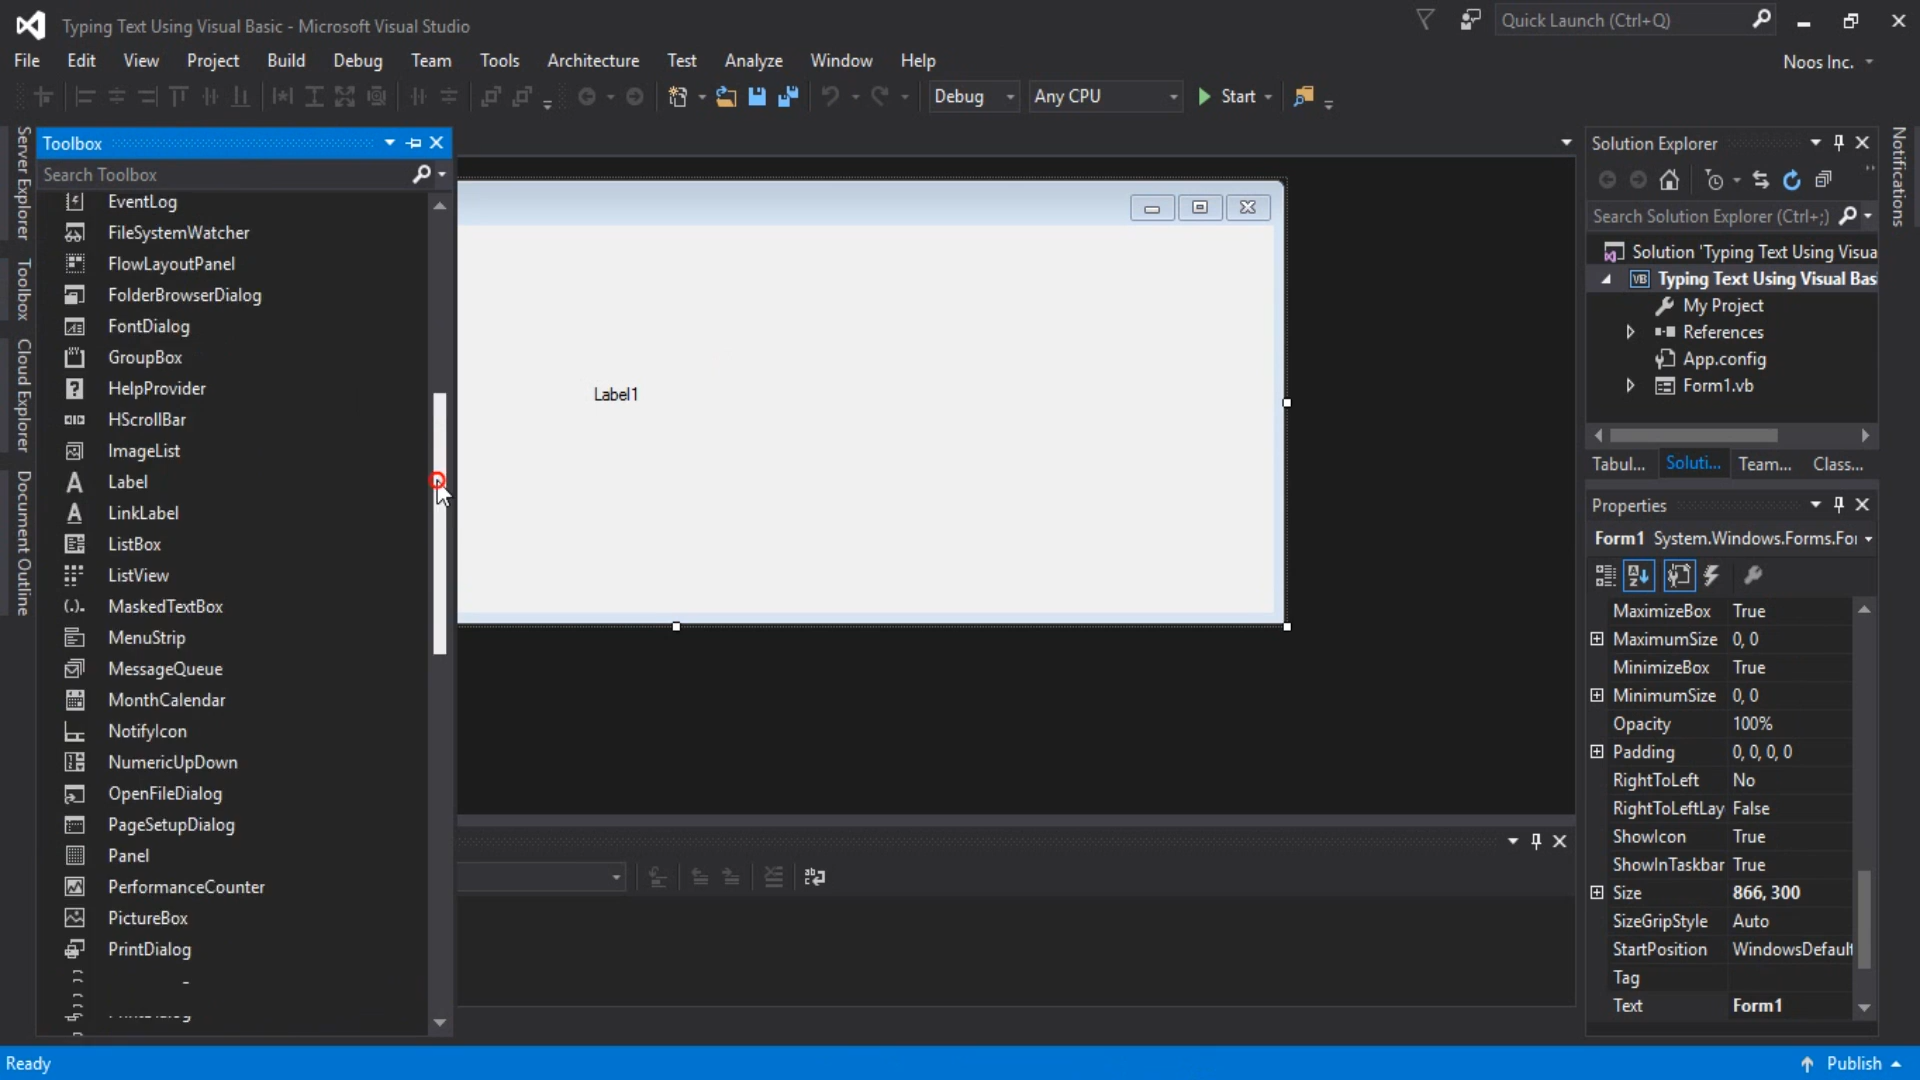 Typing Text Using Visual Basic - Microsoft Visual Studio
Quick Launch (Ctrl+Q)
File Edit View Project Build Debug Team Tools Architecture Test Analyze Window Help
Noos Inc.
Debug
Any CPU
Start
Server Explorer
Toolbox
Cloud Explorer
Document Outline
Toolbox
Search Toolbox
EventLog
FileSystemWatcher
FlowLayoutPanel
FolderBrowserDialog
FontDialog
GroupBox
HelpProvider
HScrollBar
ImageList
Label
LinkLabel
ListBox
ListView
MaskedTextBox
MenuStrip
MessageQueue
MonthCalendar
NotifyIcon
NumericUpDown
OpenFileDialog
PageSetupDialog
Panel
PerformanceCounter
PictureBox
PrintDialog
Label1
Solution Explorer
Search Solution Explorer (Ctrl+;)
Solution 'Typing Text Using Visua
VB Typing Text Using Visual Bas
My Project
References
App.config
Form1.vb
Tabul... Soluti... Team... Class...
Properties
Form1 System.Windows.Forms.For
MaximizeBox True
MaximumSize 0, 0
MinimizeBox True
MinimumSize 0, 0
Opacity 100%
Padding 0, 0, 0, 0
RightToLeft No
RightToLeftLay False
ShowIcon True
ShowInTaskbar True
Size 866, 300
SizeGripStyle Auto
StartPosition WindowsDefault
Tag
Text Form1
Notifications
Ready
Publish